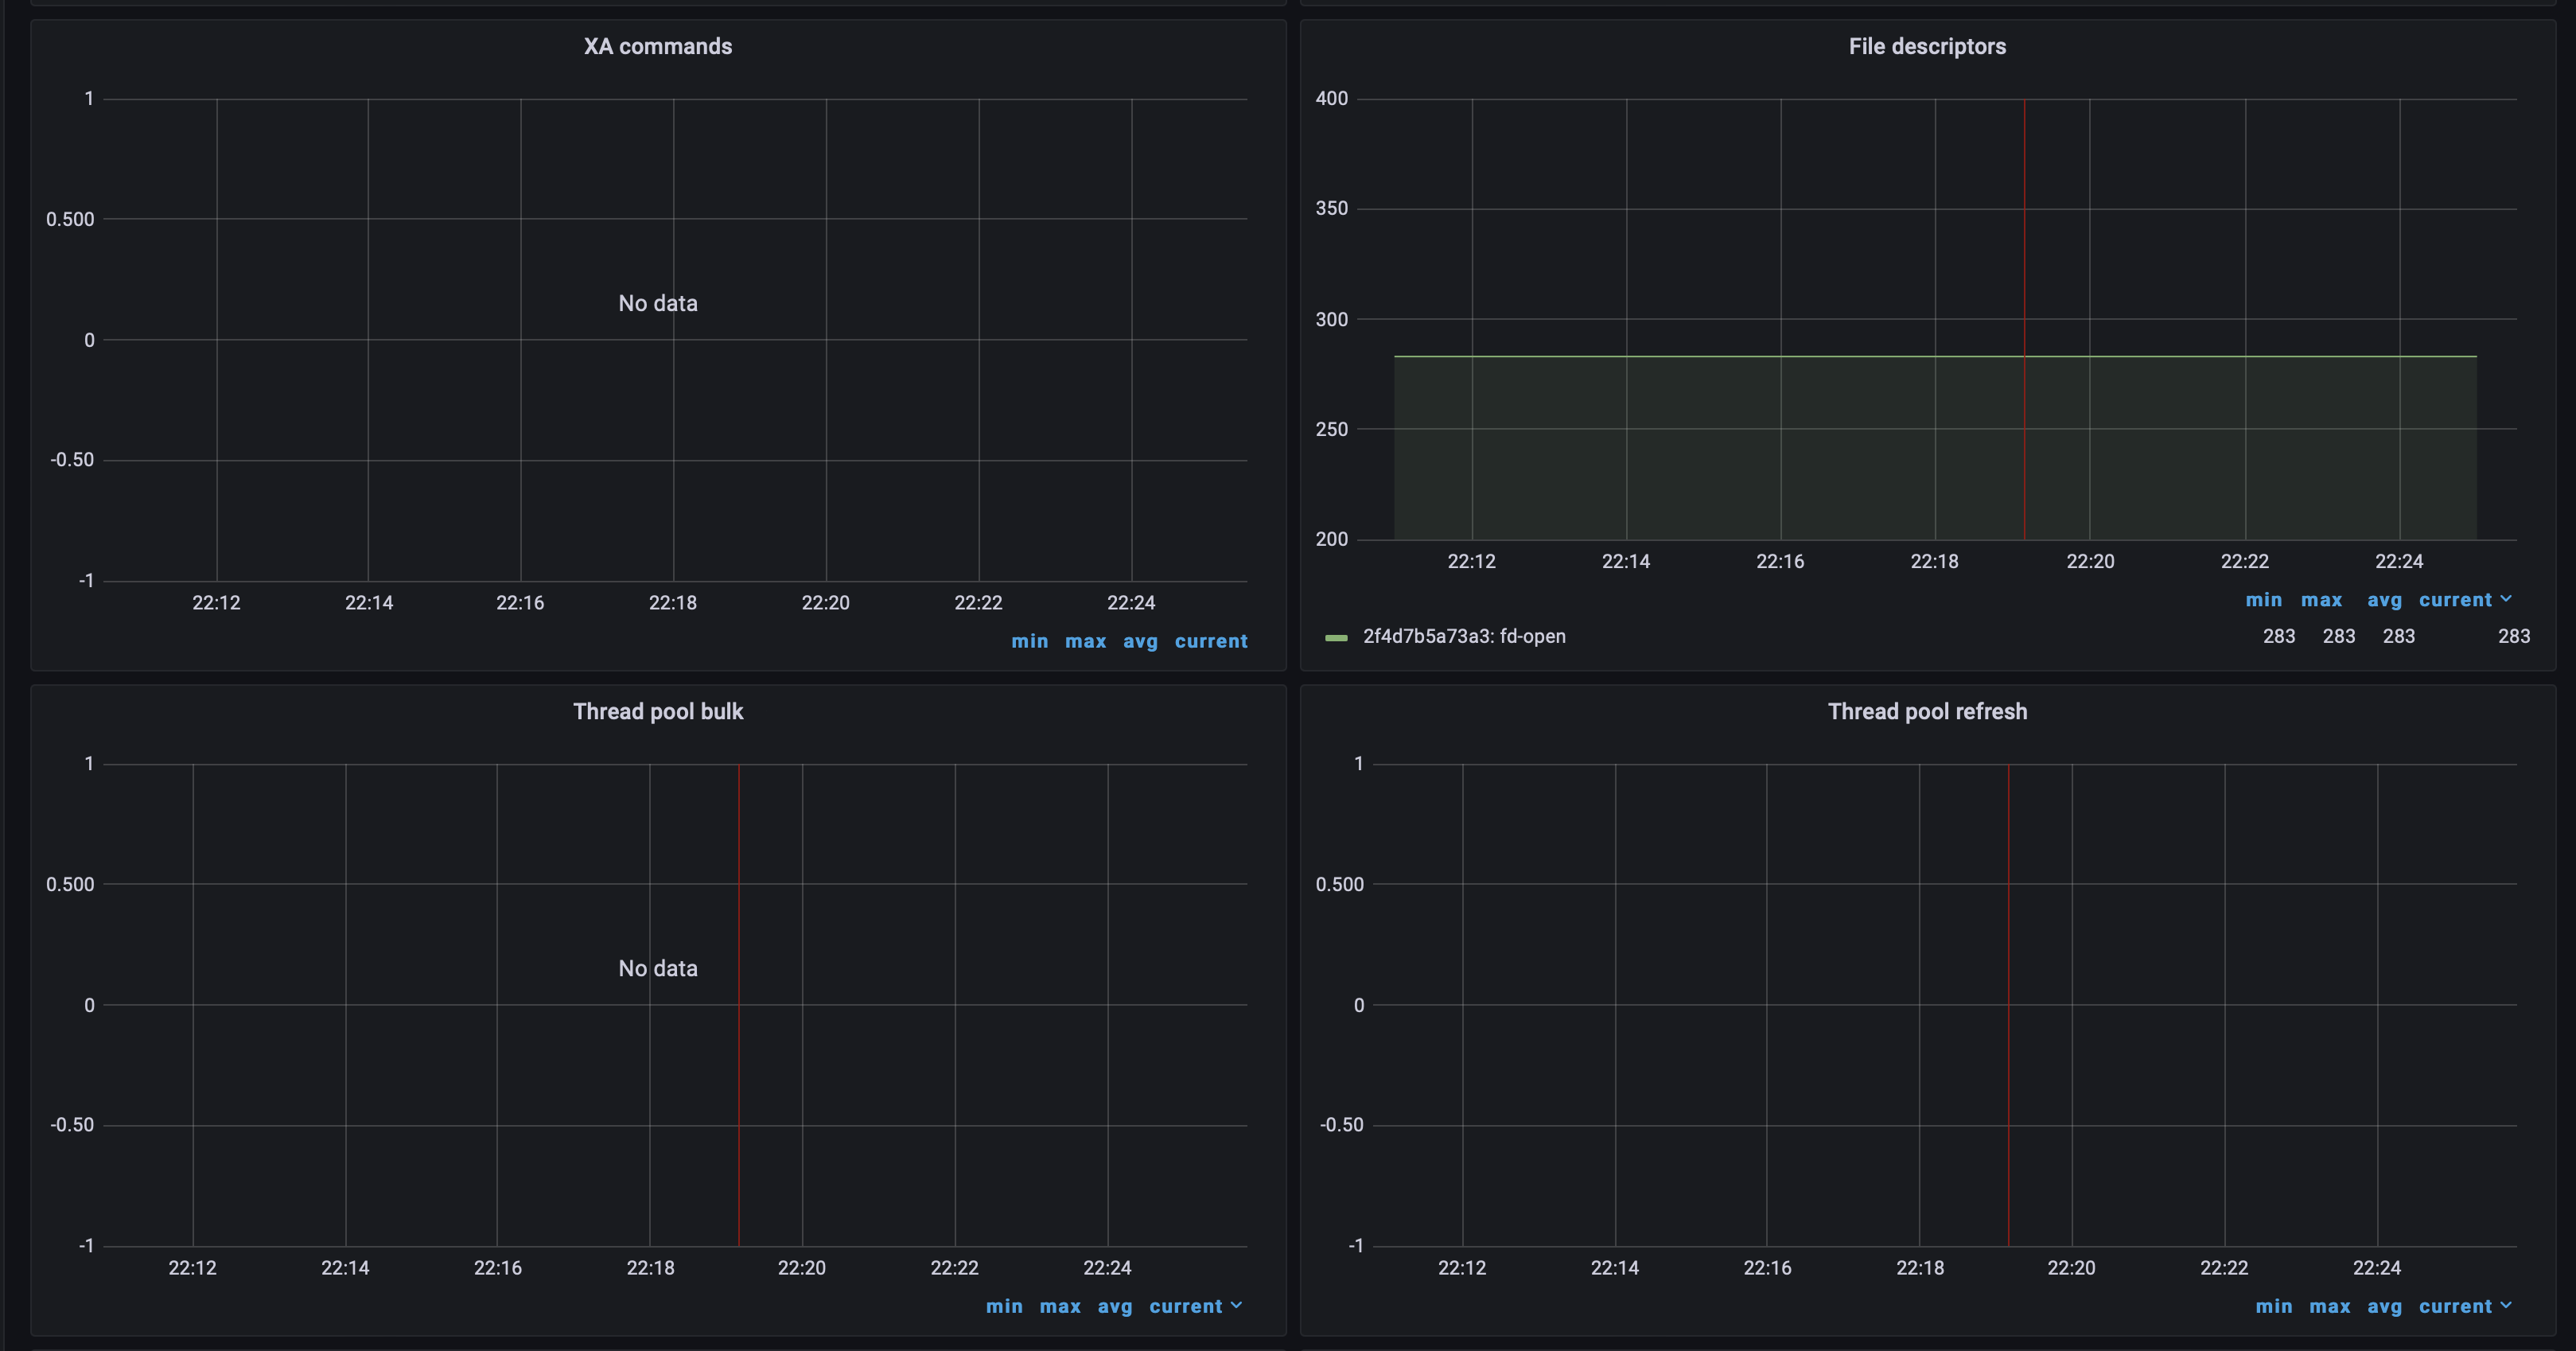 XA commands
1
0.500
No data
0
-0.50
-1
22:12 22:14 22:16 22:18 22:20 22:22 22:24
min max avg current
File descriptors
400
350
300
250
200
22:12 22:14 22:16 22:18 22:20 22:22 22:24
min max avg current
2f4d7b5a73a3: fd-open 283 283 283 283
Thread pool bulk
1
0.500
No data
0
-0.50
-1
22:12 22:14 22:16 22:18 22:20 22:22 22:24
min max avg current
Thread pool refresh
1
0.500
0
-0.50
-1
22:12 22:14 22:16 22:18 22:20 22:22 22:24
min max avg current